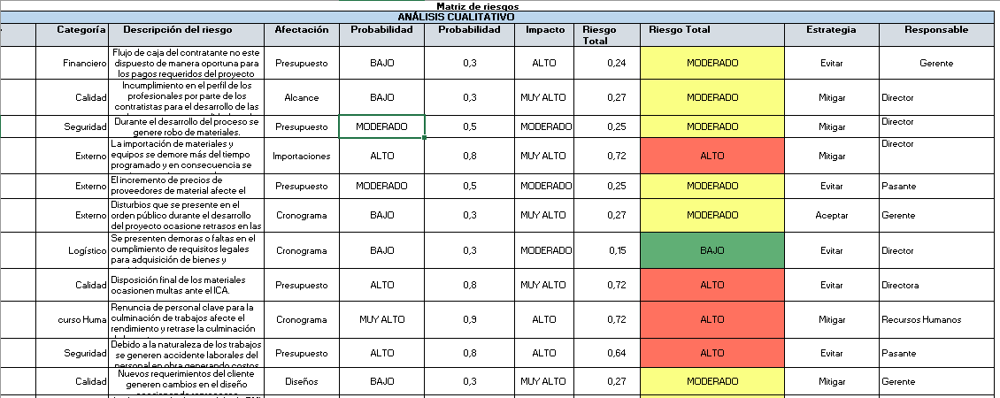 Matriz de riesgos
ANÁLISIS CUALITATIVO
Categoría Descripción del riesgo Afectación Probabilidad Probabilidad Impacto Riesgo Total Riesgo Total Estrategia Responsable
Financiero Flujo de caja del contratante no este dispuesto de manera oportuna para los pagos requeridos del proyecto Presupuesto BAJO 0,3 ALTO 0,24 MODERADO Evitar Gerente
Calidad Incumplimiento en el perfil de los profesionales por parte de los contratistas para el desarrollo de las Alcance BAJO 0,3 MUY ALTO 0,27 MODERADO Mitigar Director
Seguridad Durante el desarrollo del proceso se genere robo de materiales. Presupuesto MODERADO 0,5 MODERADO 0,25 MODERADO Mitigar Director
Externo La importación de materiales y equipos se demore más del tiempo programado y en consecuencia se Importaciones ALTO 0,8 MUY ALTO 0,72 ALTO Mitigar Director
Externo El incremento de precios de proveedores de material afecte el Presupuesto MODERADO 0,5 MODERADO 0,25 MODERADO Evitar Pasante
Externo Disturbios que se presente en el orden público durante el desarrollo del proyecto ocasione retrasos en las Cronograma BAJO 0,3 MUY ALTO 0,27 MODERADO Aceptar Gerente
Logístico Se presenten demoras o faltas en el cumplimiento de requisitos legales para adquisición de bienes y Cronograma BAJO 0,3 MODERADO 0,15 BAJO Evitar Director
Calidad Disposición final de los materiales ocasionen multas ante el ICA. Presupuesto ALTO 0,8 MUY ALTO 0,72 ALTO Evitar Directora
curso Huma Renuncia de personal clave para la culminación de trabajos afecte el rendimiento y retrase la culminación Cronograma MUY ALTO 0,9 ALTO 0,72 ALTO Mitigar Recursos Humanos
Seguridad Debido a la naturaleza de los trabajos se generen accidente laborales del personal en obra generando costos Presupuesto ALTO 0,8 ALTO 0,64 ALTO Evitar Pasante
Calidad Nuevos requerimientos del cliente generen cambios en el diseño Diseños BAJO 0,3 MUY ALTO 0,27 MODERADO Mitigar Gerente